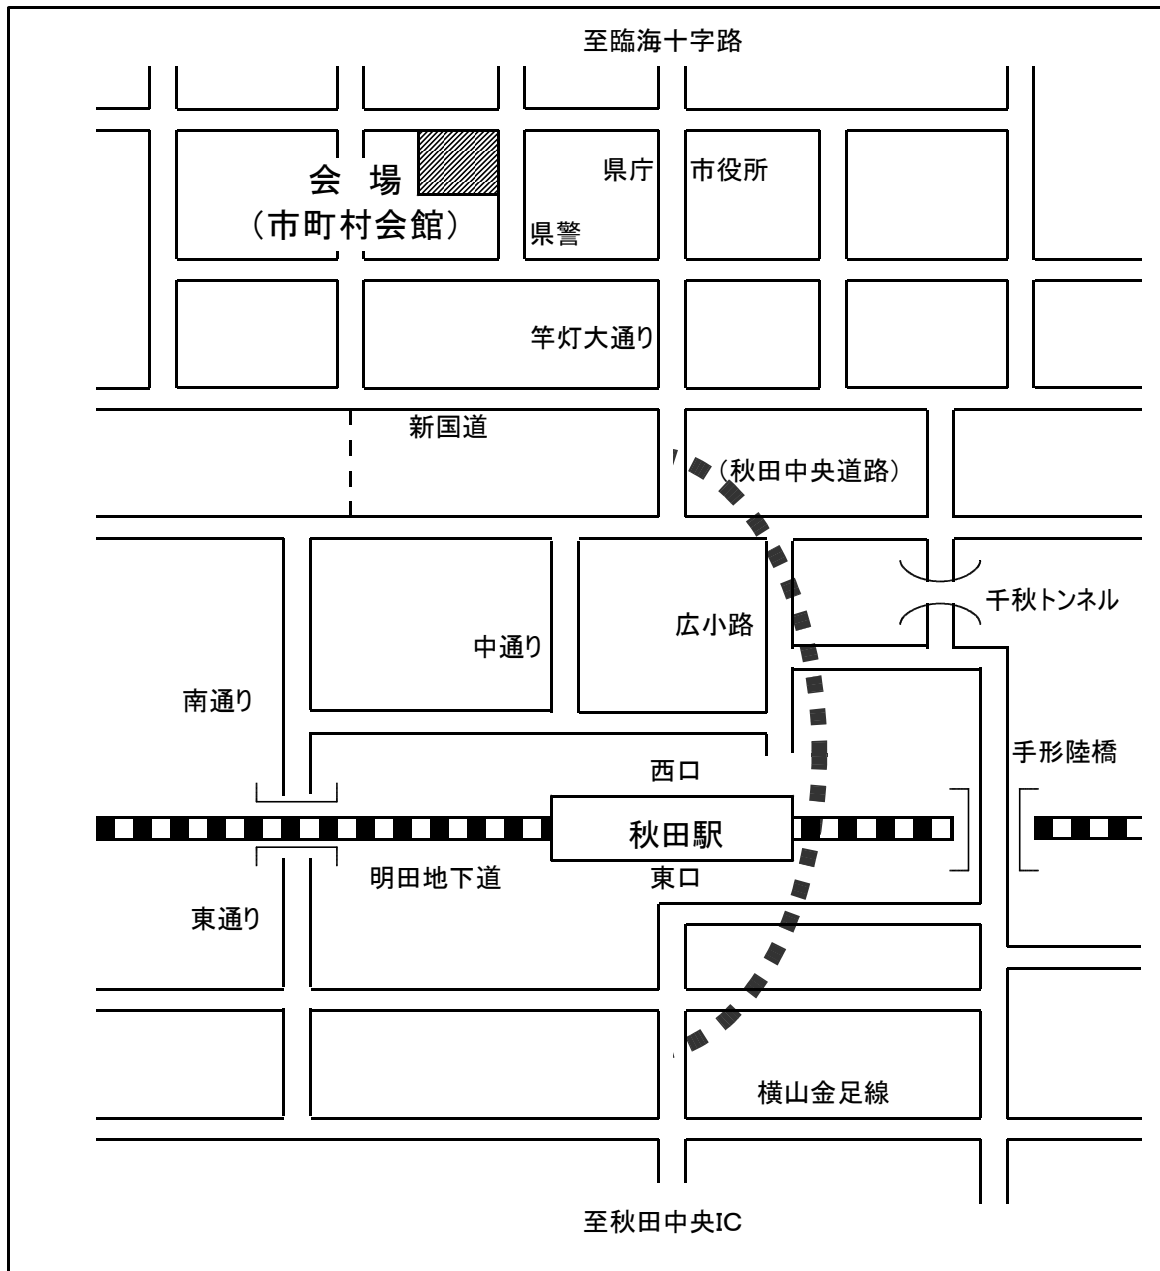 至臨海十字路
県庁
市役所
会 場
（市町村会館）
県警
竿灯大通り
新国道
（秋田中央道路）
千秋トンネル
広小路
中通り
南通り
手形陸橋
西口
秋田駅
明田地下道
東口
東通り
横山金足線
至秋田中央IC